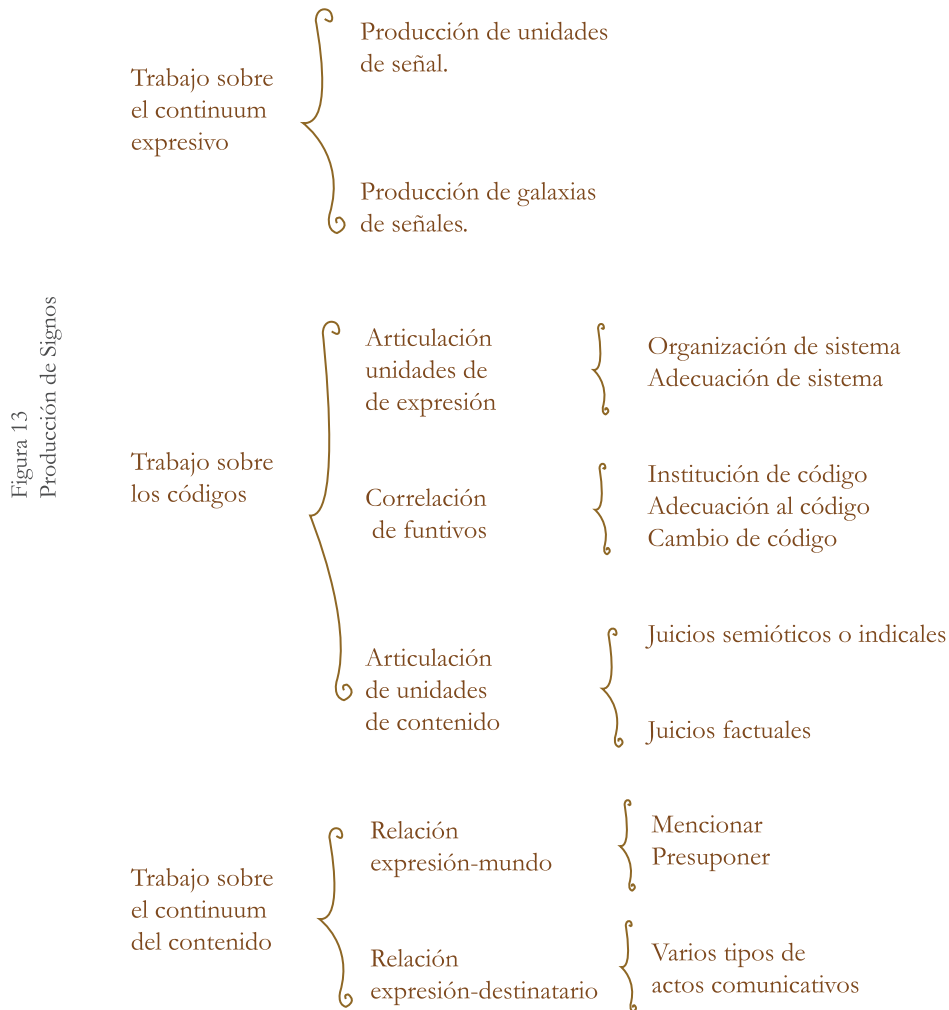 Figura 13
Producción de Signos
Trabajo sobre
el continuum
expresivo
Producción de unidades
de señal.
Producción de galaxias
de señales.
Trabajo sobre
los códigos
Articulación
unidades de
de expresión
Organización de sistema
Adecuación de sistema
Correlación
de funtivos
Institución de código
Adecuación al código
Cambio de código
Articulación
de unidades
de contenido
Juicios semióticos o indicales
Juicios factuales
Trabajo sobre
el continuum
del contenido
Relación
expresión-mundo
Mencionar
Presuponer
Relación
expresión-destinatario
Varios tipos de
actos comunicativos